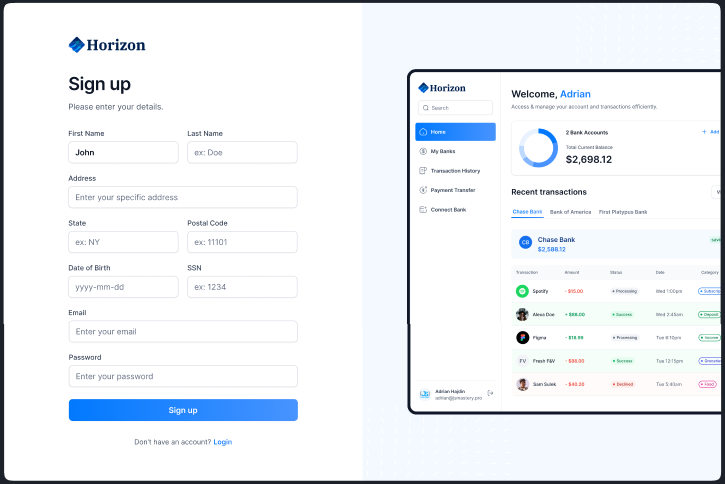 Horizon
Sign up
Please enter your details.
First Name Last Name
John ex: Doe
Address
Enter your specific address
State Postal Code
ex: NY ex: 11101
Date of Birth SSN
yyyy-mm-dd ex: 1234
Email
Enter your email
Password
Enter your password
Sign up
Don't have an account? Login
Horizon
Search
Home
My Banks
Transaction History
Payment Transfer
Connect Bank
Adrian Hajdin
adrian@jsmastery.pro
Welcome, Adrian
Access & manage your account and transactions efficiently.
2 Bank Accounts + Add
Total Current Balance
$2,698.12
Recent transactions
Chase Bank Bank of America First Platypus Bank
CB Chase Bank
$2,588.12
Transaction Amount Status Date Category
Spotify - $15.00 Processing Wed 1:00pm Subscrip
Alexa Doe + $88.00 Success Wed 2:45am Deposit
Figma - $18.99 Processing Tue 6:10pm Income
FV Fresh F&V - $88.00 Success Tue 12:15pm Groceries
Sam Sulek - $40.20 Declined Tue 5:40am Food